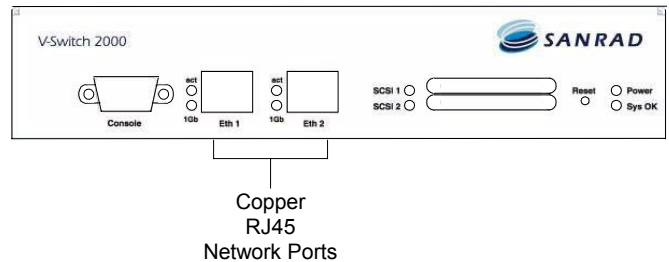 V-Switch 2000
SANRAD
act
act
SCSI 1
Reset
Power
SCSI 2
Sys OK
Console
1Gb
Eth 1
1Gb
Eth 2
Copper
RJ45
Network Ports